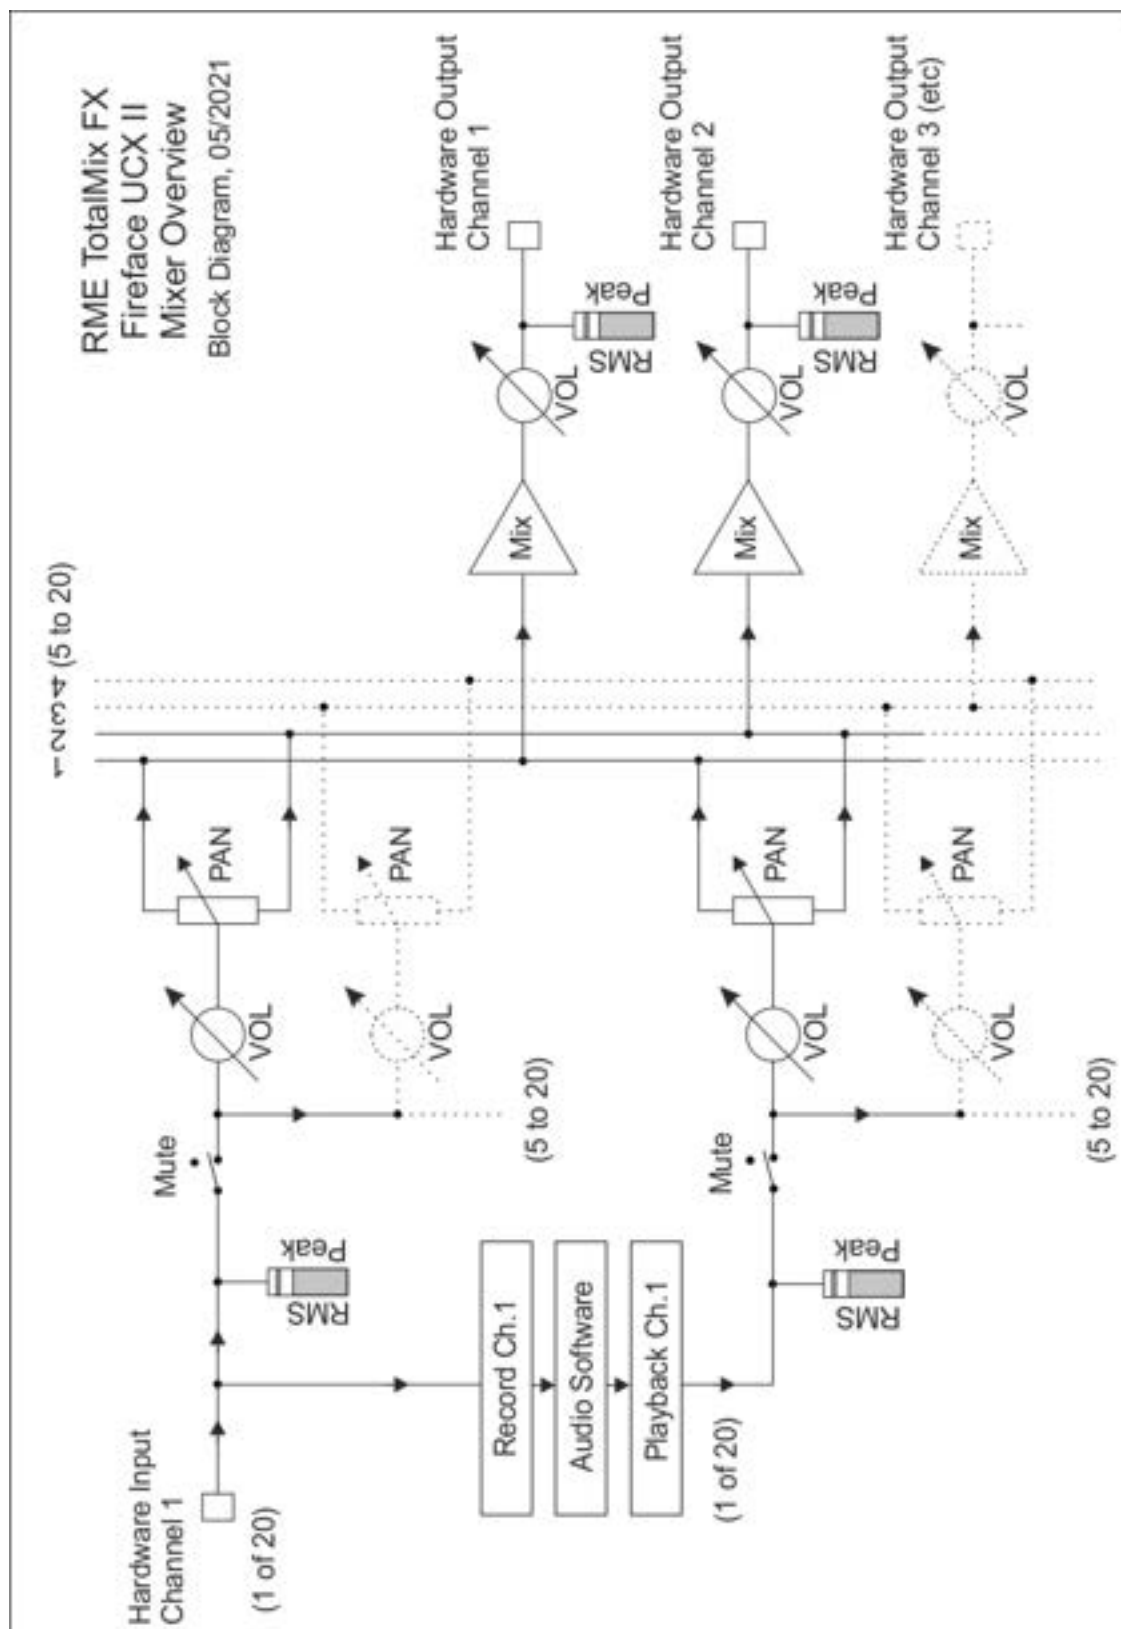 RME TotalMix FX
Fireface UCX II
Mixer Overview
Block Diagram, 05/2021
1 2 3 4 (5 to 20)
Hardware Input
Channel 1
(1 of 20)
RMS
Peak
Mute
VOL
PAN
VOL
PAN
(5 to 20)
Record Ch.1
Audio Software
Playback Ch.1
(1 of 20)
RMS
Peak
Mute
VOL
PAN
VOL
PAN
(5 to 20)
Mix
VOL
RMS
Peak
Hardware Output
Channel 1
Mix
VOL
RMS
Peak
Hardware Output
Channel 2
Mix
VOL
Hardware Output
Channel 3 (etc)